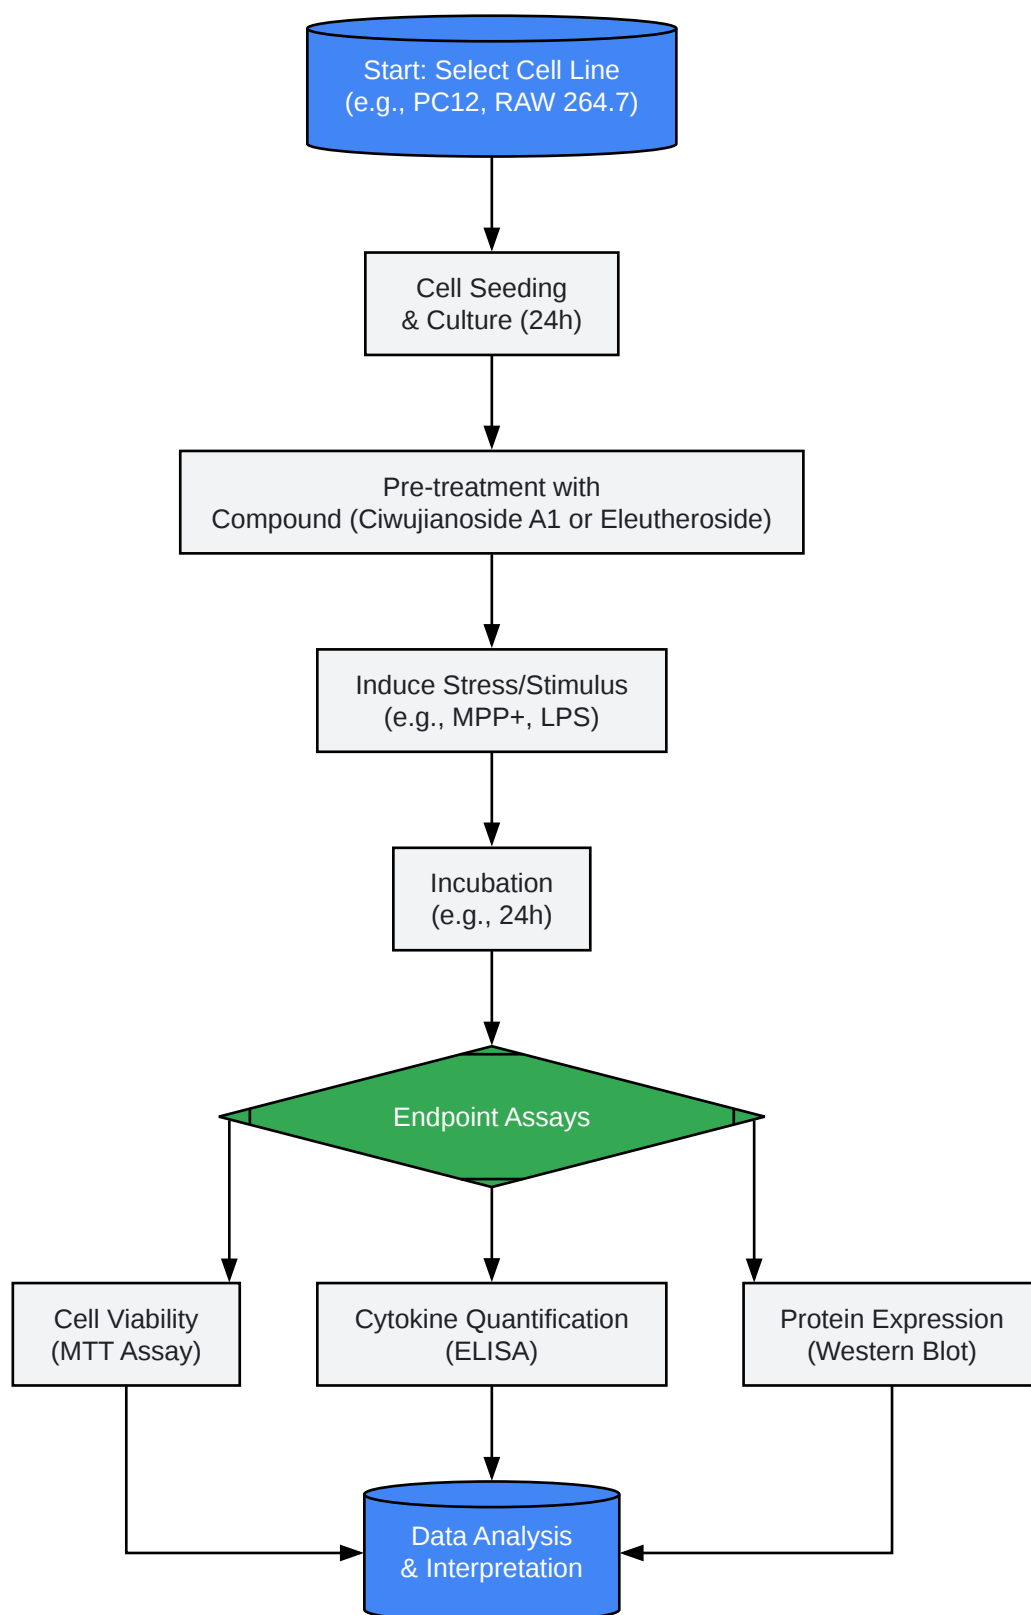 Start: Select Cell Line
(e.g., PC12, RAW 264.7)
Cell Seeding
& Culture (24h)
Pre-treatment with
Compound (Ciwujianoside A1 or Eleutheroside)
Induce Stress/Stimulus
(e.g., MPP+, LPS)
Incubation
(e.g., 24h)
Endpoint Assays
Cell Viability
(MTT Assay)
Cytokine Quantification
(ELISA)
Protein Expression
(Western Blot)
Data Analysis
& Interpretation